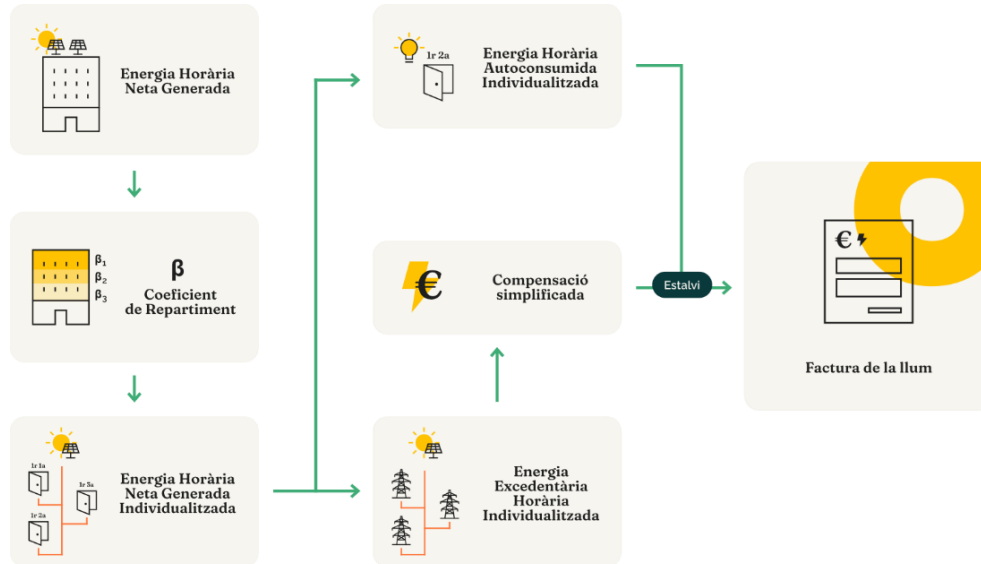 Energia Horària
Neta Generada
β₁
β₂
β₃
β
Coeficient
de Repartiment
1r 1a
1r 3a
1r 2a
Energia Horària
Neta Generada
Individualitzada
1r 2a
Energia Horària
Autoconsumida
Individualitzada
€
Compensació
simplificada
Energia
Excedentària
Horària
Individualitzada
Estalvi
€
Factura de la llum